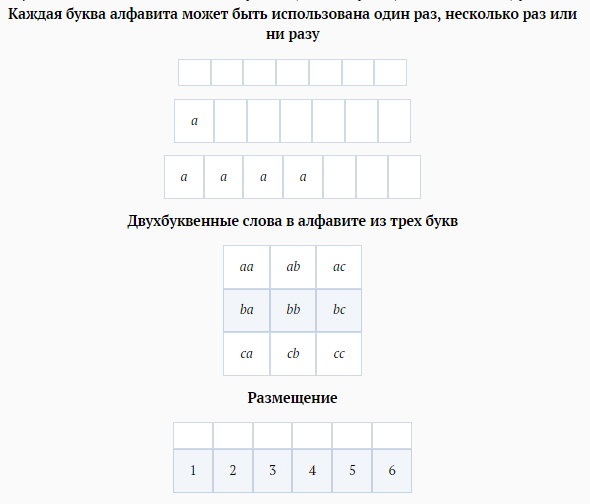 Каждая буква алфавита может быть использована один раз, несколько раз или
ни разу
a
a a a a
Двухбуквенные слова в алфавите из трех букв
aa ab ac
ba bb bc
ca cb cc
Размещение
1 2 3 4 5 6